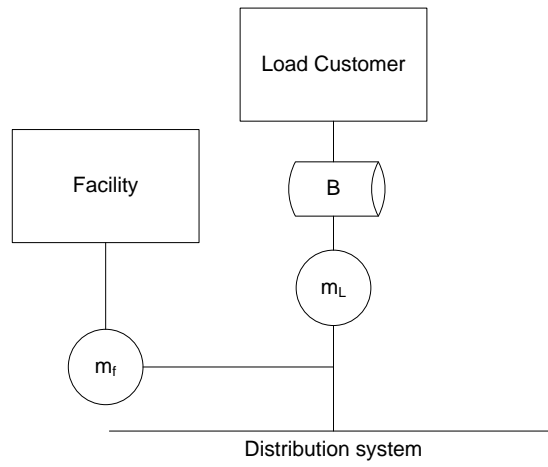 Load Customer
Facility
B
mL
mf
Distribution system